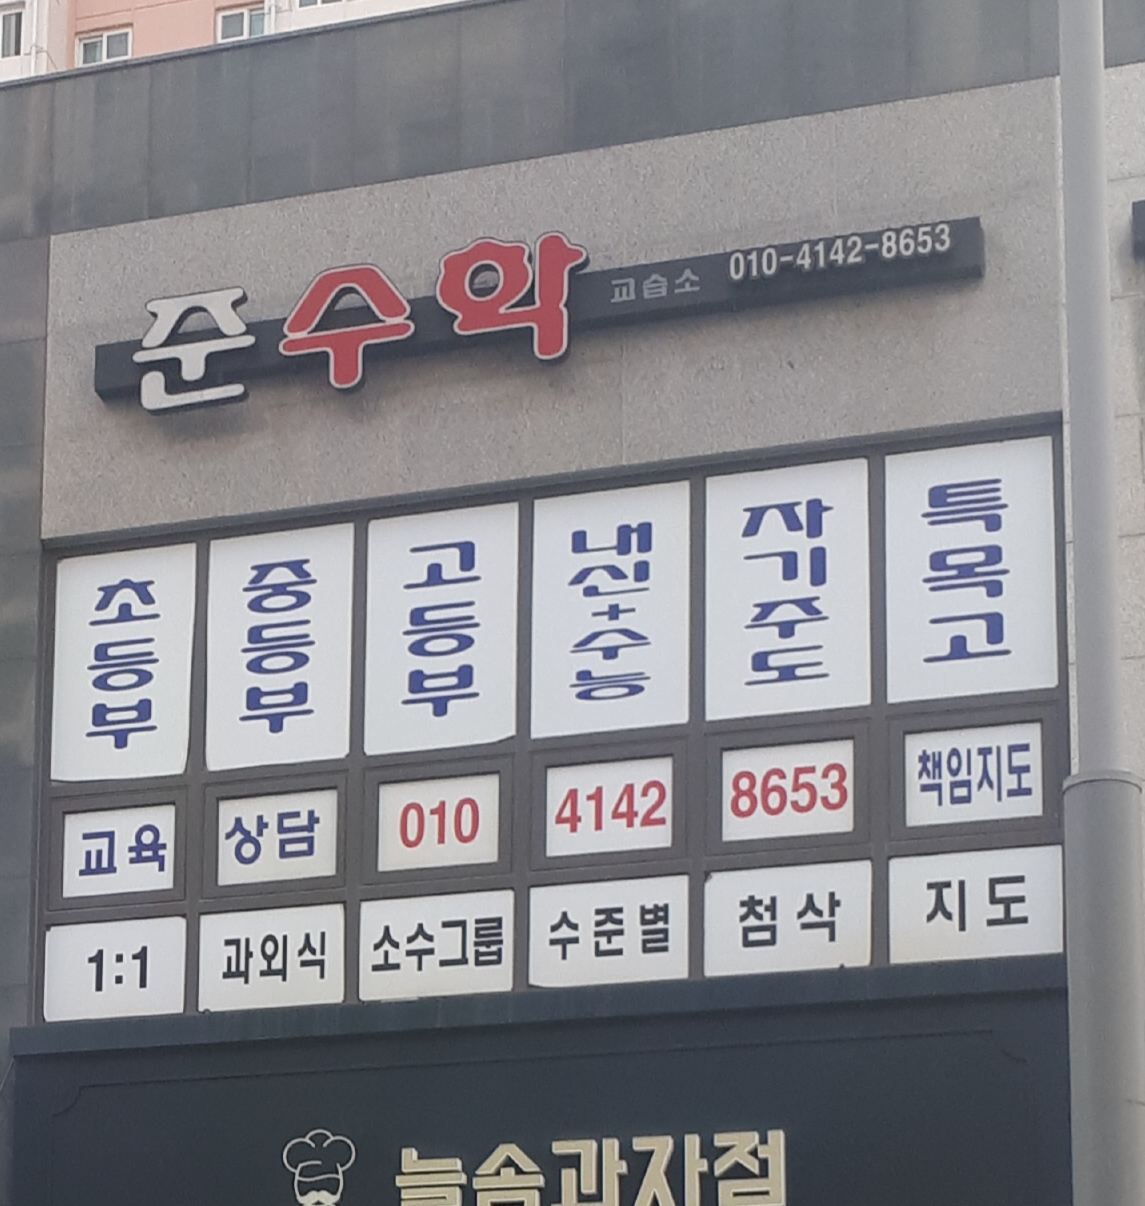 준수학 교습소 010-4142-8653
초등부 중등부 고등부 내신+수능 자기주도 특목고
교육 상담 010 4142 8653 책임지도
1:1 과외식 소수그룹 수준별 첨삭 지도
늘솜과자점